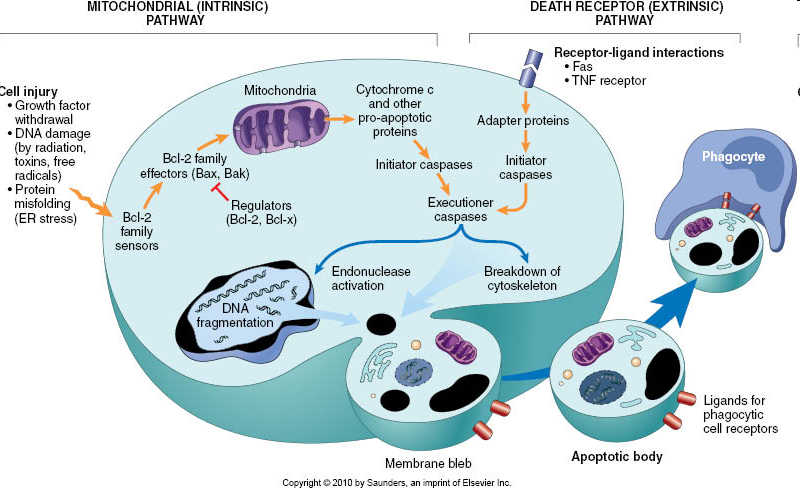 MITOCHONDRIAL (INTRINSIC)
PATHWAY
DEATH RECEPTOR (EXTRINSIC)
PATHWAY
Receptor-ligand interactions
• Fas
• TNF receptor
Cell injury
• Growth factor
withdrawal
• DNA damage
(by radiation,
toxins, free
radicals)
• Protein
misfolding
(ER stress)
Mitochondria
Cytochrome c
and other
pro-apoptotic
proteins
Adapter proteins
Bcl-2 family
effectors (Bax, Bak)
Initiator caspases
Initiator
caspases
Phagocyte
Regulators
(Bcl-2, Bcl-x)
Bcl-2
family
sensors
Executioner
caspases
Endonuclease
activation
Breakdown of
cytoskeleton
DNA
fragmentation
Ligands for
phagocytic
cell receptors
Membrane bleb
Apoptotic body
Copyright © 2010 by Saunders, an imprint of Elsevier Inc.